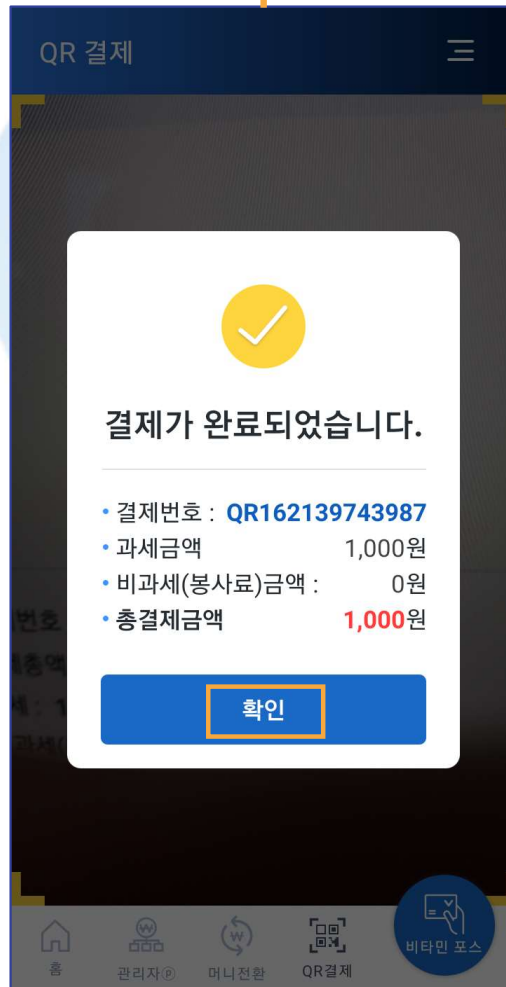 QR 결제
결제가 완료되었습니다.
• 결제번호 : QR162139743987
• 과세금액 1,000원
• 비과세(봉사료)금액 : 0원
• 총결제금액 1,000원
확인
홈
관리자Ⓟ
머니전환
QR결제
비타민 포스